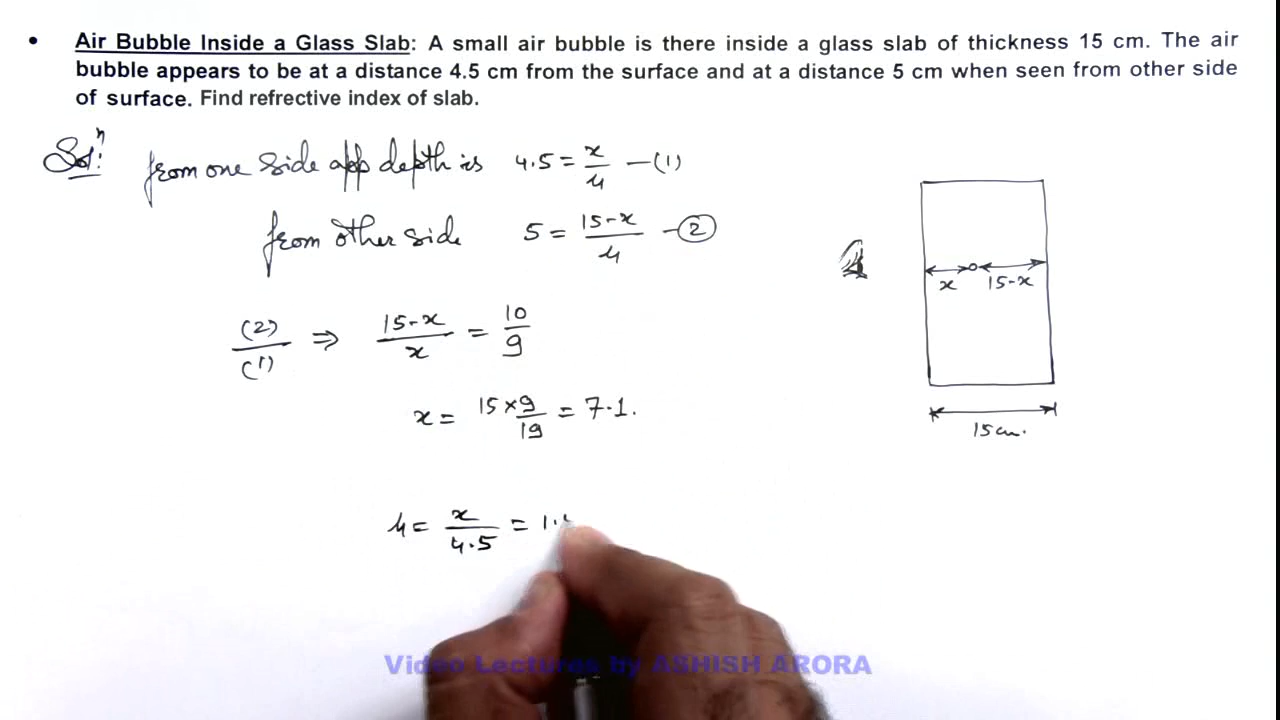 • Air Bubble Inside a Glass Slab: A small air bubble is there inside a glass slab of thickness 15 cm. The air
bubble appears to be at a distance 4.5 cm from the surface and at a distance 5 cm when seen from other side
of surface. Find refrective index of slab.
Solⁿ: from one side app depth is 4.5 = x/μ —(1)
from other side 5 = 15-x/μ —②
(2)/(1) ⇒ 15-x/x = 10/9
x = 15×9/19 = 7.1.
μ = x/4.5 = 1.
x 15-x
15cm.
Video Lectures by ASHISH ARORA